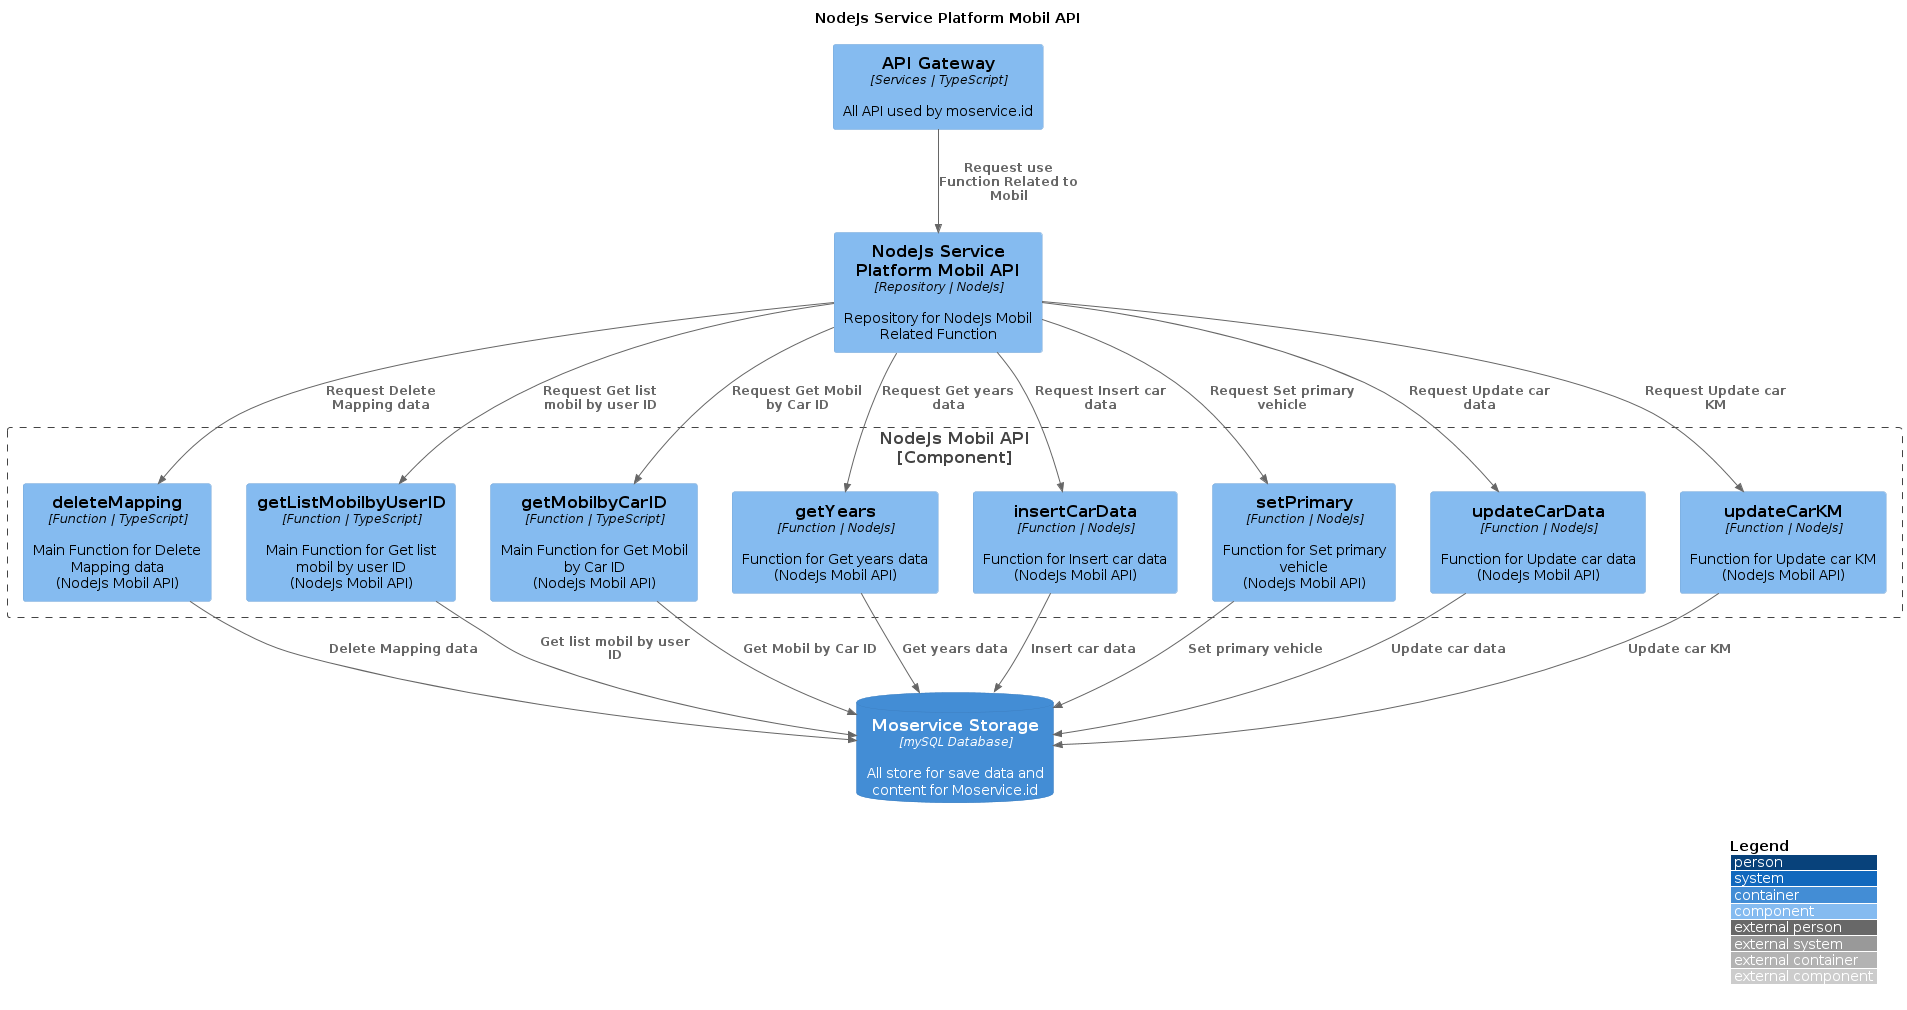 NodeJs Service Platform Mobil API
API Gateway
[Services | TypeScript]
All API used by moservice.id
Request use
Function Related to
Mobil
NodeJs Service
Platform Mobil API
[Repository | NodeJs]
Repository for NodeJs Mobil
Related Function
Request Delete
Mapping data
Request Get list
mobil by user ID
Request Get Mobil
by Car ID
Request Get years
data
Request Insert car
data
Request Set primary
vehicle
Request Update car
data
Request Update car
KM
NodeJs Mobil API
[Component]
deleteMapping
[Function | TypeScript]
Main Function for Delete
Mapping data
(NodeJs Mobil API)
getListMobilbyUserID
[Function | TypeScript]
Main Function for Get list
mobil by user ID
(NodeJs Mobil API)
getMobilbyCarID
[Function | TypeScript]
Main Function for Get Mobil
by Car ID
(NodeJs Mobil API)
getYears
[Function | NodeJs]
Function for Get years data
(NodeJs Mobil API)
insertCarData
[Function | NodeJs]
Function for Insert car data
(NodeJs Mobil API)
setPrimary
[Function | NodeJs]
Function for Set primary
vehicle
(NodeJs Mobil API)
updateCarData
[Function | NodeJs]
Function for Update car data
(NodeJs Mobil API)
updateCarKM
[Function | NodeJs]
Function for Update car KM
(NodeJs Mobil API)
Delete Mapping data
Get list mobil by user
ID
Get Mobil by Car ID
Get years data
Insert car data
Set primary vehicle
Update car data
Update car KM
Moservice Storage
[mySQL Database]
All store for save data and
content for Moservice.id
Legend
person
system
container
component
external person
external system
external container
external component